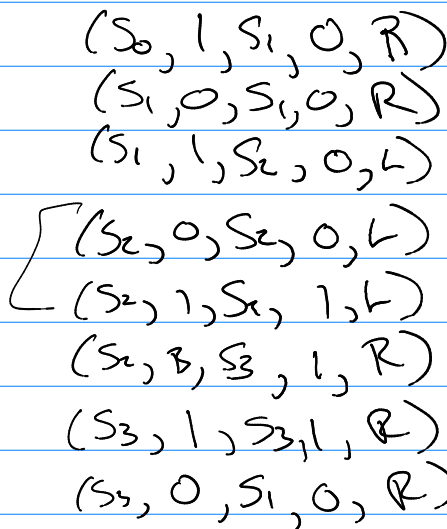 (S₀, 1, S₁, 0, R)
(S₁, 0, S₁, 0, R)
(S₁, 1, S₂, 0, L)
(S₂, 0, S₂, 0, L)
(S₂, 1, S₂, 1, L)
(S₂, B, S₃, 1, R)
(S₃, 1, S₃, 1, R)
(S₃, 0, S₁, 0, R)